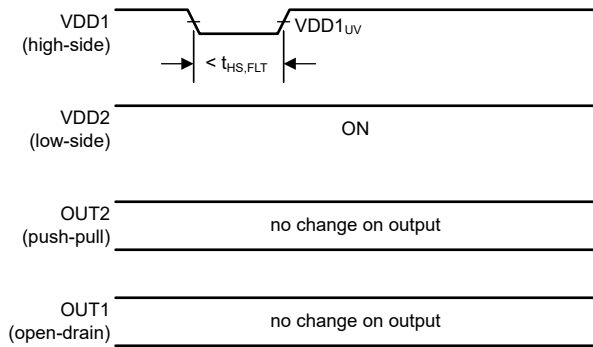 VDD1
(high-side)
VDD1UV
< tHS,FLT
VDD2
(low-side)
ON
OUT2
(push-pull)
no change on output
OUT1
(open-drain)
no change on output